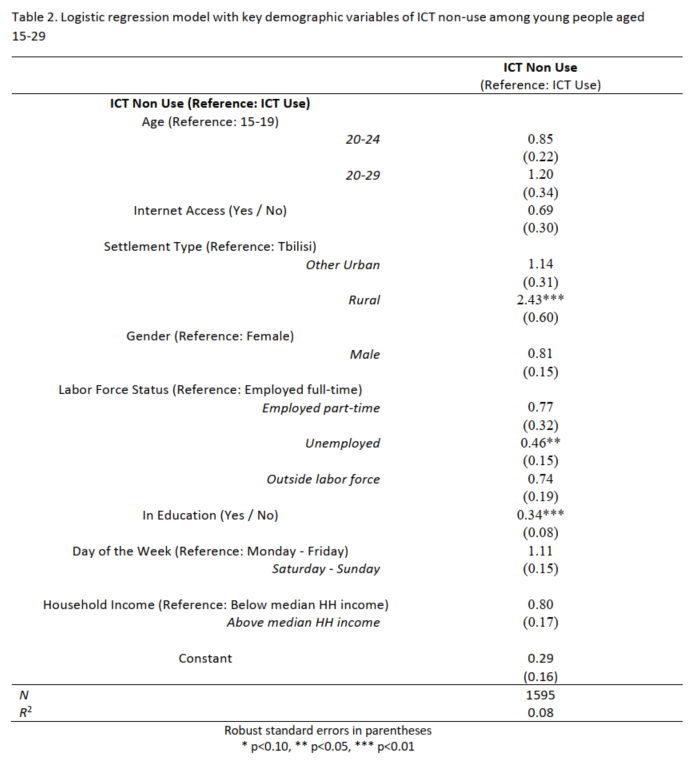 Table 2. Logistic regression model with key demographic variables of ICT non-use among young people aged
15-29
ICT Non Use
(Reference: ICT Use)
ICT Non Use (Reference: ICT Use)
Age (Reference: 15-19)
20-24 0.85
(0.22)
20-29 1.20
(0.34)
Internet Access (Yes / No) 0.69
(0.30)
Settlement Type (Reference: Tbilisi)
Other Urban 1.14
(0.31)
Rural 2.43***
(0.60)
Gender (Reference: Female)
Male 0.81
(0.15)
Labor Force Status (Reference: Employed full-time)
Employed part-time 0.77
(0.32)
Unemployed 0.46**
(0.15)
Outside labor force 0.74
(0.19)
In Education (Yes / No) 0.34***
(0.08)
Day of the Week (Reference: Monday - Friday) 1.11
Saturday - Sunday (0.15)
Household Income (Reference: Below median HH income) 0.80
Above median HH income (0.17)
Constant 0.29
(0.16)
N 1595
R2 0.08
Robust standard errors in parentheses
* p<0.10, ** p<0.05, *** p<0.01